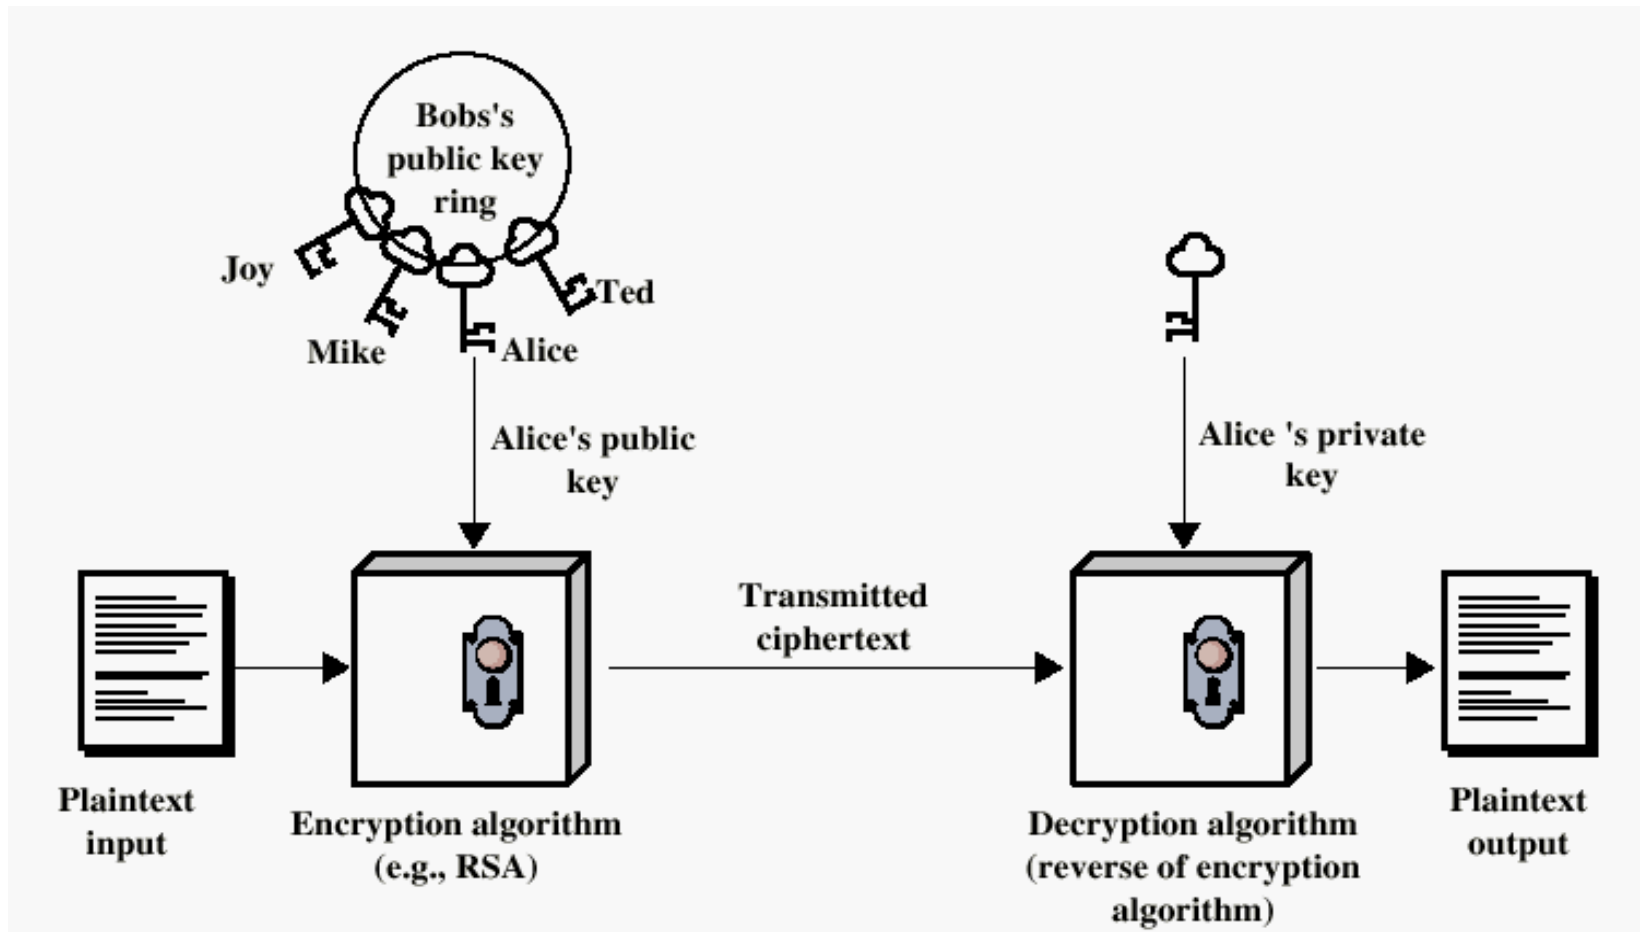 Bobs's
public key
ring
Joy
Ted
Mike
Alice
Alice's public
key
Alice 's private
key
Transmitted
ciphertext
Plaintext
input
Encryption algorithm
(e.g., RSA)
Decryption algorithm
(reverse of encryption
algorithm)
Plaintext
output